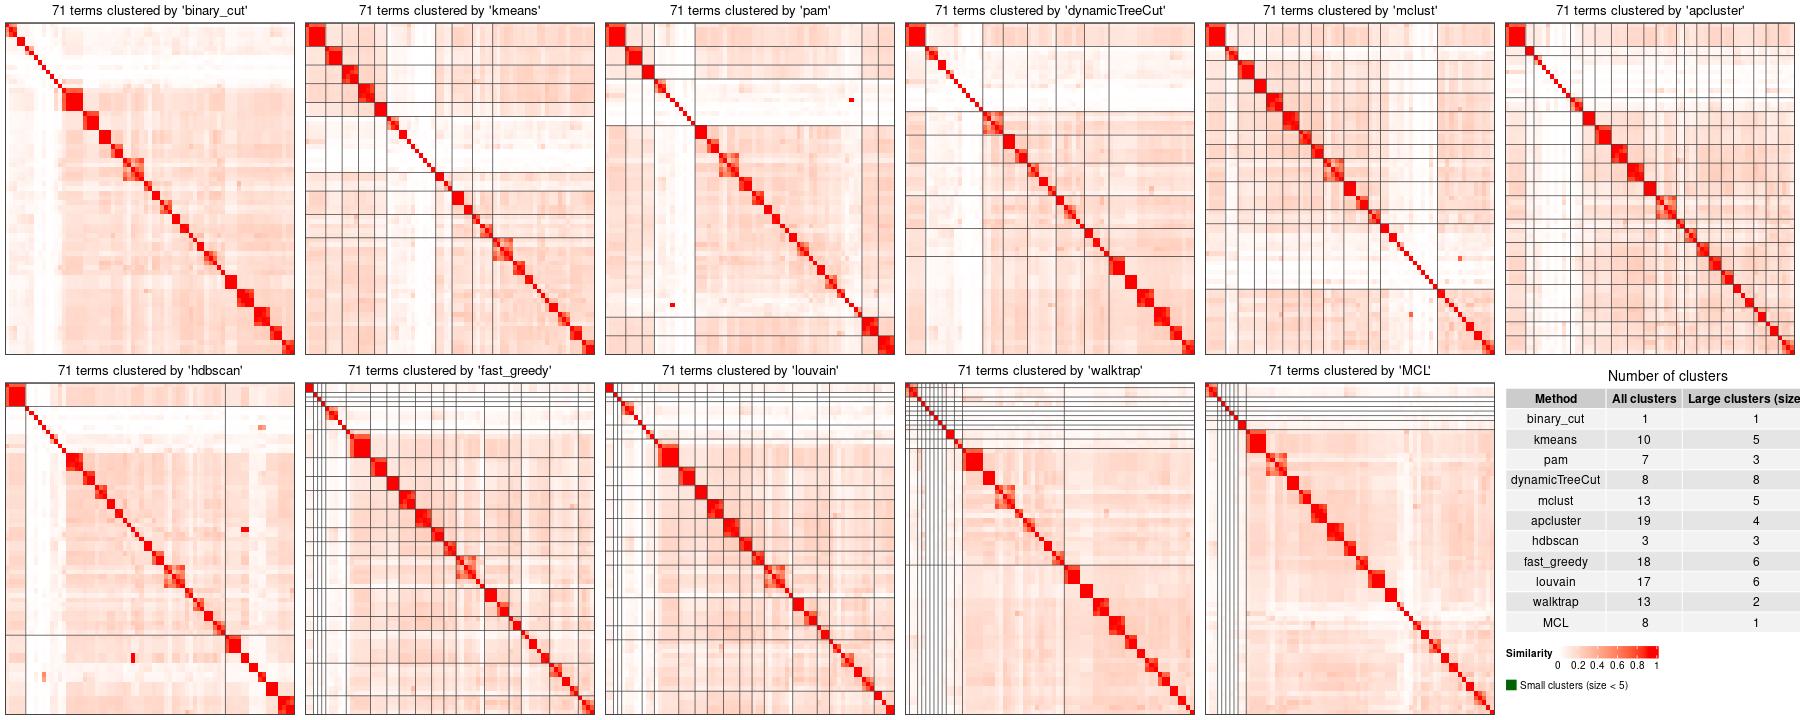 71 terms clustered by 'binary_cut'
71 terms clustered by 'kmeans'
71 terms clustered by 'pam'
71 terms clustered by 'dynamicTreeCut'
71 terms clustered by 'mclust'
71 terms clustered by 'apcluster'
71 terms clustered by 'hdbscan'
71 terms clustered by 'fast_greedy'
71 terms clustered by 'louvain'
71 terms clustered by 'walktrap'
71 terms clustered by 'MCL'
Number of clusters
Method All clusters Large clusters (size
binary_cut 1 1
kmeans 10 5
pam 7 3
dynamicTreeCut 8 8
mclust 13 5
apcluster 19 4
hdbscan 3 3
fast_greedy 18 6
louvain 17 6
walktrap 13 2
MCL 8 1
Similarity
0 0.2 0.4 0.6 0.8 1
Small clusters (size < 5)